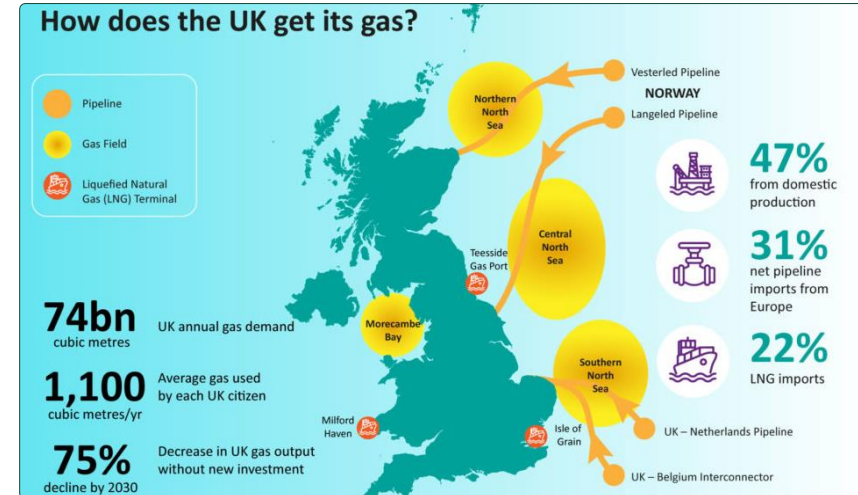 How does the UK get its gas?
Pipeline
Gas Field
Liquefied Natural
Gas (LNG) Terminal
Northern
North
Sea
Vesterled Pipeline
NORWAY
Langeled Pipeline
47%
from domestic
production
Central
North
Sea
Teesside
Gas Port
31%
net pipeline
imports from
Europe
74bn
cubic metres
UK annual gas demand
Morecambe
Bay
Southern
North
Sea
22%
LNG imports
1,100
cubic metres/yr
Average gas used
by each UK citizen
Milford
Haven
Isle of
Grain
UK – Netherlands Pipeline
75%
decline by 2030
Decrease in UK gas output
without new investment
UK – Belgium Interconnector